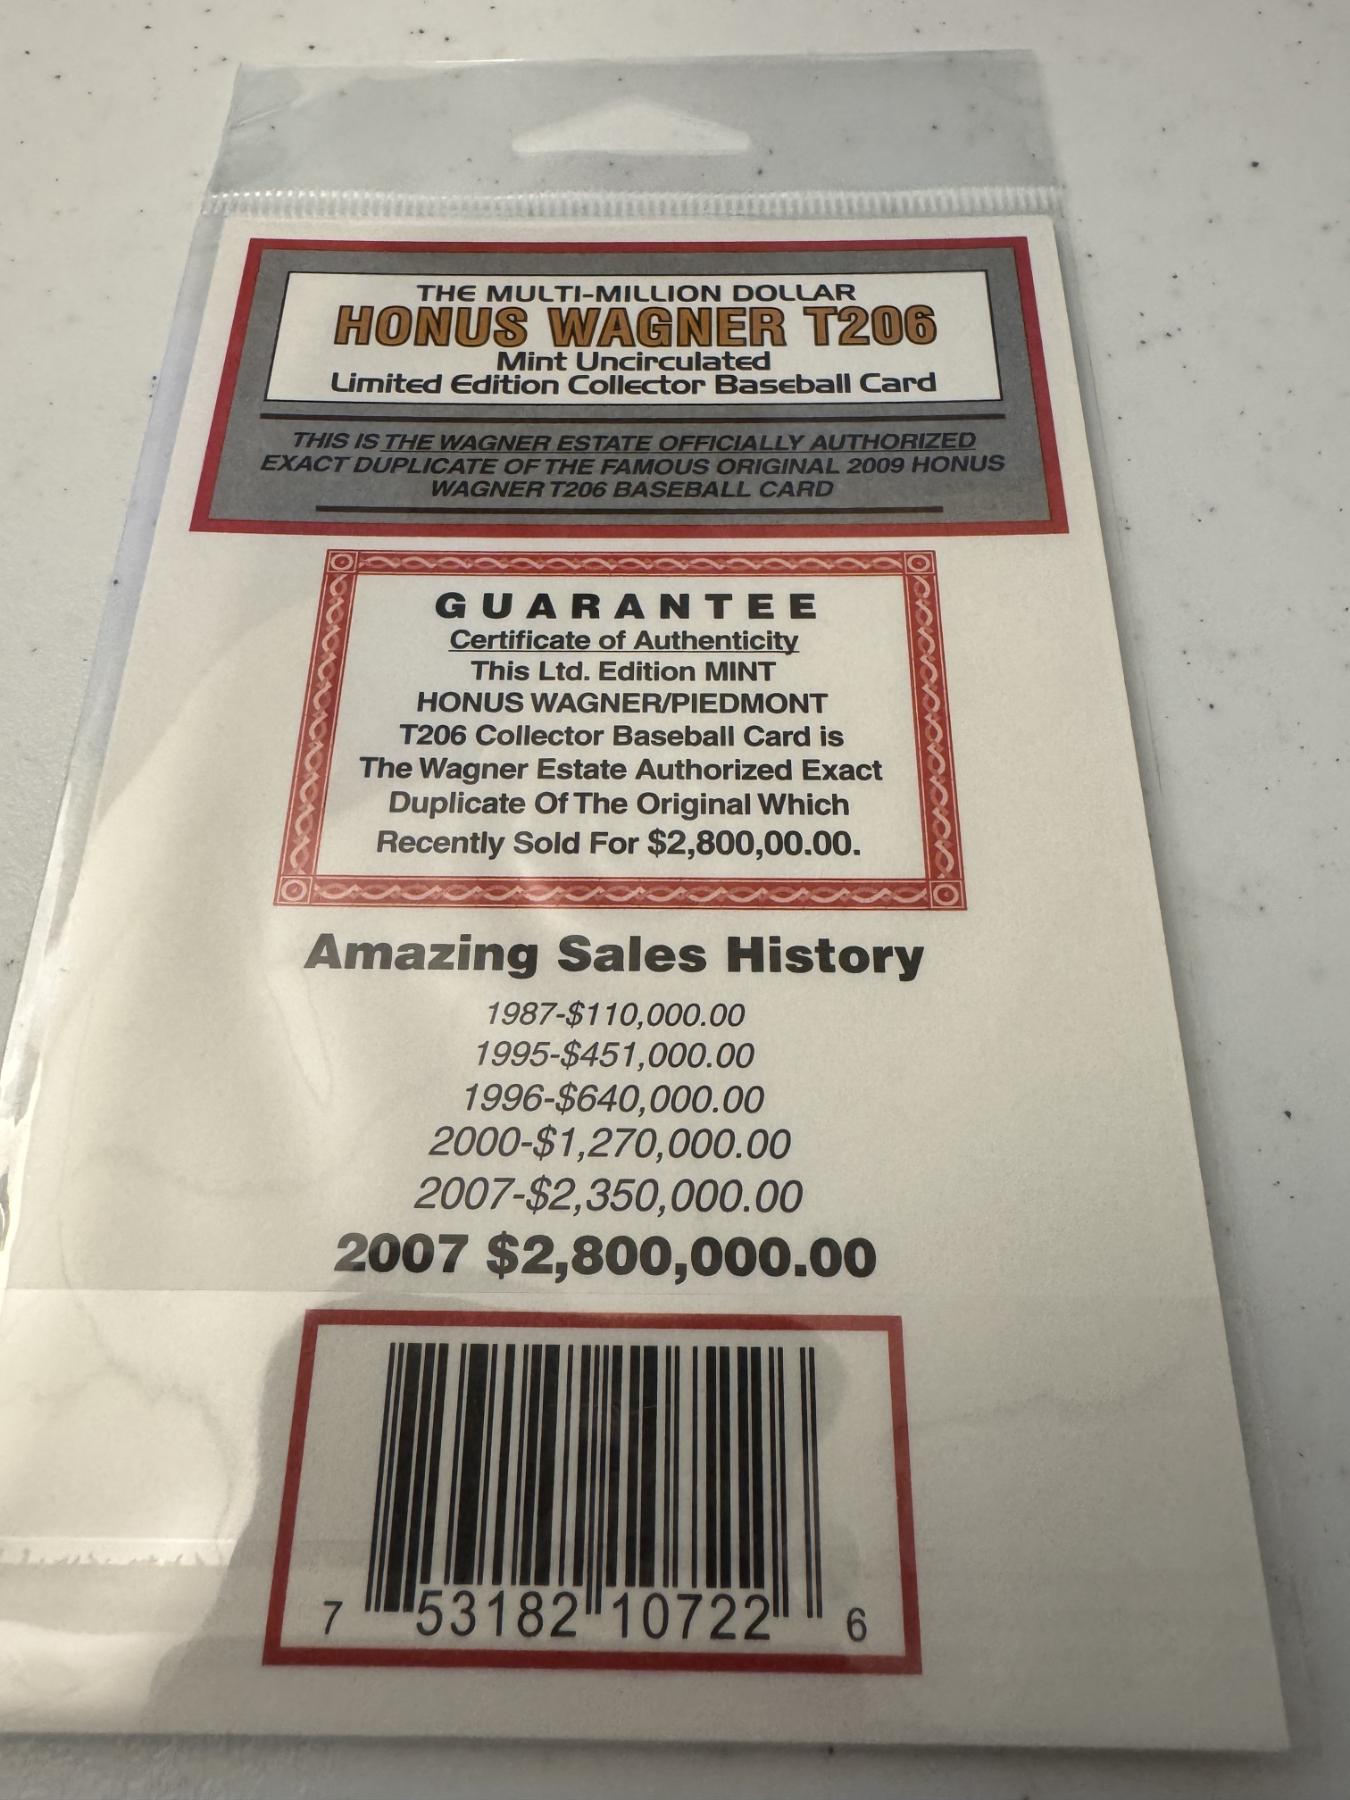 THE MULTI-MILLION DOLLAR
HONUS WAGNER T206
Mint Uncirculated
Limited Edition Collector Baseball Card
THIS IS THE WAGNER ESTATE OFFICIALLY AUTHORIZED
EXACT DUPLICATE OF THE FAMOUS ORIGINAL 2009 HONUS
WAGNER T206 BASEBALL CARD
GUARANTEE
Certificate of Authenticity
This Ltd. Edition MINT
HONUS WAGNER/PIEDMONT
T206 Collector Baseball Card is
The Wagner Estate Authorized Exact
Duplicate Of The Original Which
Recently Sold For $2,800,00.00.
Amazing Sales History
1987-$110,000.00
1995-$451,000.00
1996-$640,000.00
2000-$1,270,000.00
2007-$2,350,000.00
2007 $2,800,000.00
7 53182 10722 6